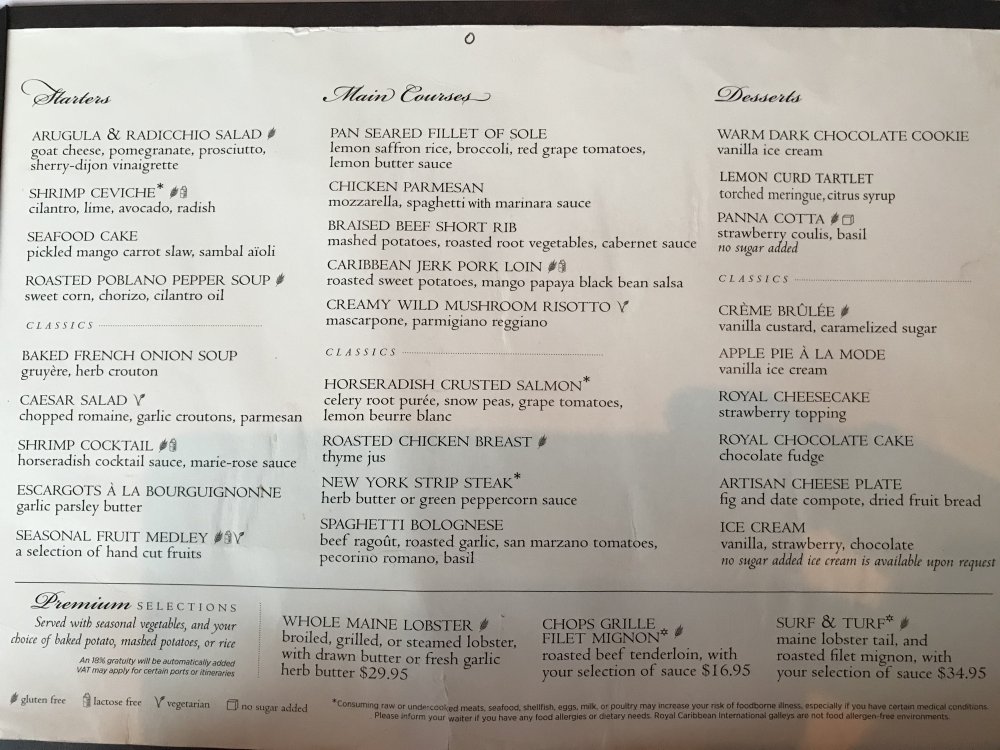 Starters
ARUGULA & RADICCHIO SALAD
goat cheese, pomegranate, prosciutto,
sherry-dijon vinaigrette
SHRIMP CEVICHE*
cilantro, lime, avocado, radish
SEAFOOD CAKE
pickled mango carrot slaw, sambal aïoli
ROASTED POBLANO PEPPER SOUP
sweet corn, chorizo, cilantro oil
CLASSICS
BAKED FRENCH ONION SOUP
gruyère, herb crouton
CAESAR SALAD
chopped romaine, garlic croutons, parmesan
SHRIMP COCKTAIL
horseradish cocktail sauce, marie-rose sauce
ESCARGOTS À LA BOURGUIGNONNE
garlic parsley butter
SEASONAL FRUIT MEDLEY
a selection of hand cut fruits
Main Courses
PAN SEARED FILLET OF SOLE
lemon saffron rice, broccoli, red grape tomatoes,
lemon butter sauce
CHICKEN PARMESAN
mozzarella, spaghetti with marinara sauce
BRAISED BEEF SHORT RIB
mashed potatoes, roasted root vegetables, cabernet sauce
CARIBBEAN JERK PORK LOIN
roasted sweet potatoes, mango papaya black bean salsa
CREAMY WILD MUSHROOM RISOTTO
mascarpone, parmigiano reggiano
CLASSICS
HORSERADISH CRUSTED SALMON*
celery root purée, snow peas, grape tomatoes,
lemon beurre blanc
ROASTED CHICKEN BREAST
thyme jus
NEW YORK STRIP STEAK*
herb butter or green peppercorn sauce
SPAGHETTI BOLOGNESE
beef ragoût, roasted garlic, san marzano tomatoes,
pecorino romano, basil
Desserts
WARM DARK CHOCOLATE COOKIE
vanilla ice cream
LEMON CURD TARTLET
torched meringue, citrus syrup
PANNA COTTA
strawberry coulis, basil
no sugar added
CLASSICS
CRÈME BRÛLÉE
vanilla custard, caramelized sugar
APPLE PIE À LA MODE
vanilla ice cream
ROYAL CHEESECAKE
strawberry topping
ROYAL CHOCOLATE CAKE
chocolate fudge
ARTISAN CHEESE PLATE
fig and date compote, dried fruit bread
ICE CREAM
vanilla, strawberry, chocolate
no sugar added ice cream is available upon request
Premium SELECTIONS
Served with seasonal vegetables, and your
choice of baked potato, mashed potatoes, or rice
An 18% gratuity will be automatically added
VAT may apply for certain ports or itineraries
WHOLE MAINE LOBSTER
broiled, grilled, or steamed lobster,
with drawn butter or fresh garlic
herb butter $29.95
CHOPS GRILLE
FILET MIGNON*
roasted beef tenderloin, with
your selection of sauce $16.95
SURF & TURF*
maine lobster tail, and
roasted filet mignon, with
your selection of sauce $34.95
gluten free lactose free vegetarian no sugar added
*Consuming raw or undercooked meats, seafood, shellfish, eggs, milk, or poultry may increase your risk of foodborne illness, especially if you have certain medical conditions.
Please inform your waiter if you have any food allergies or dietary needs. Royal Caribbean International galleys are not food allergen-free environments.